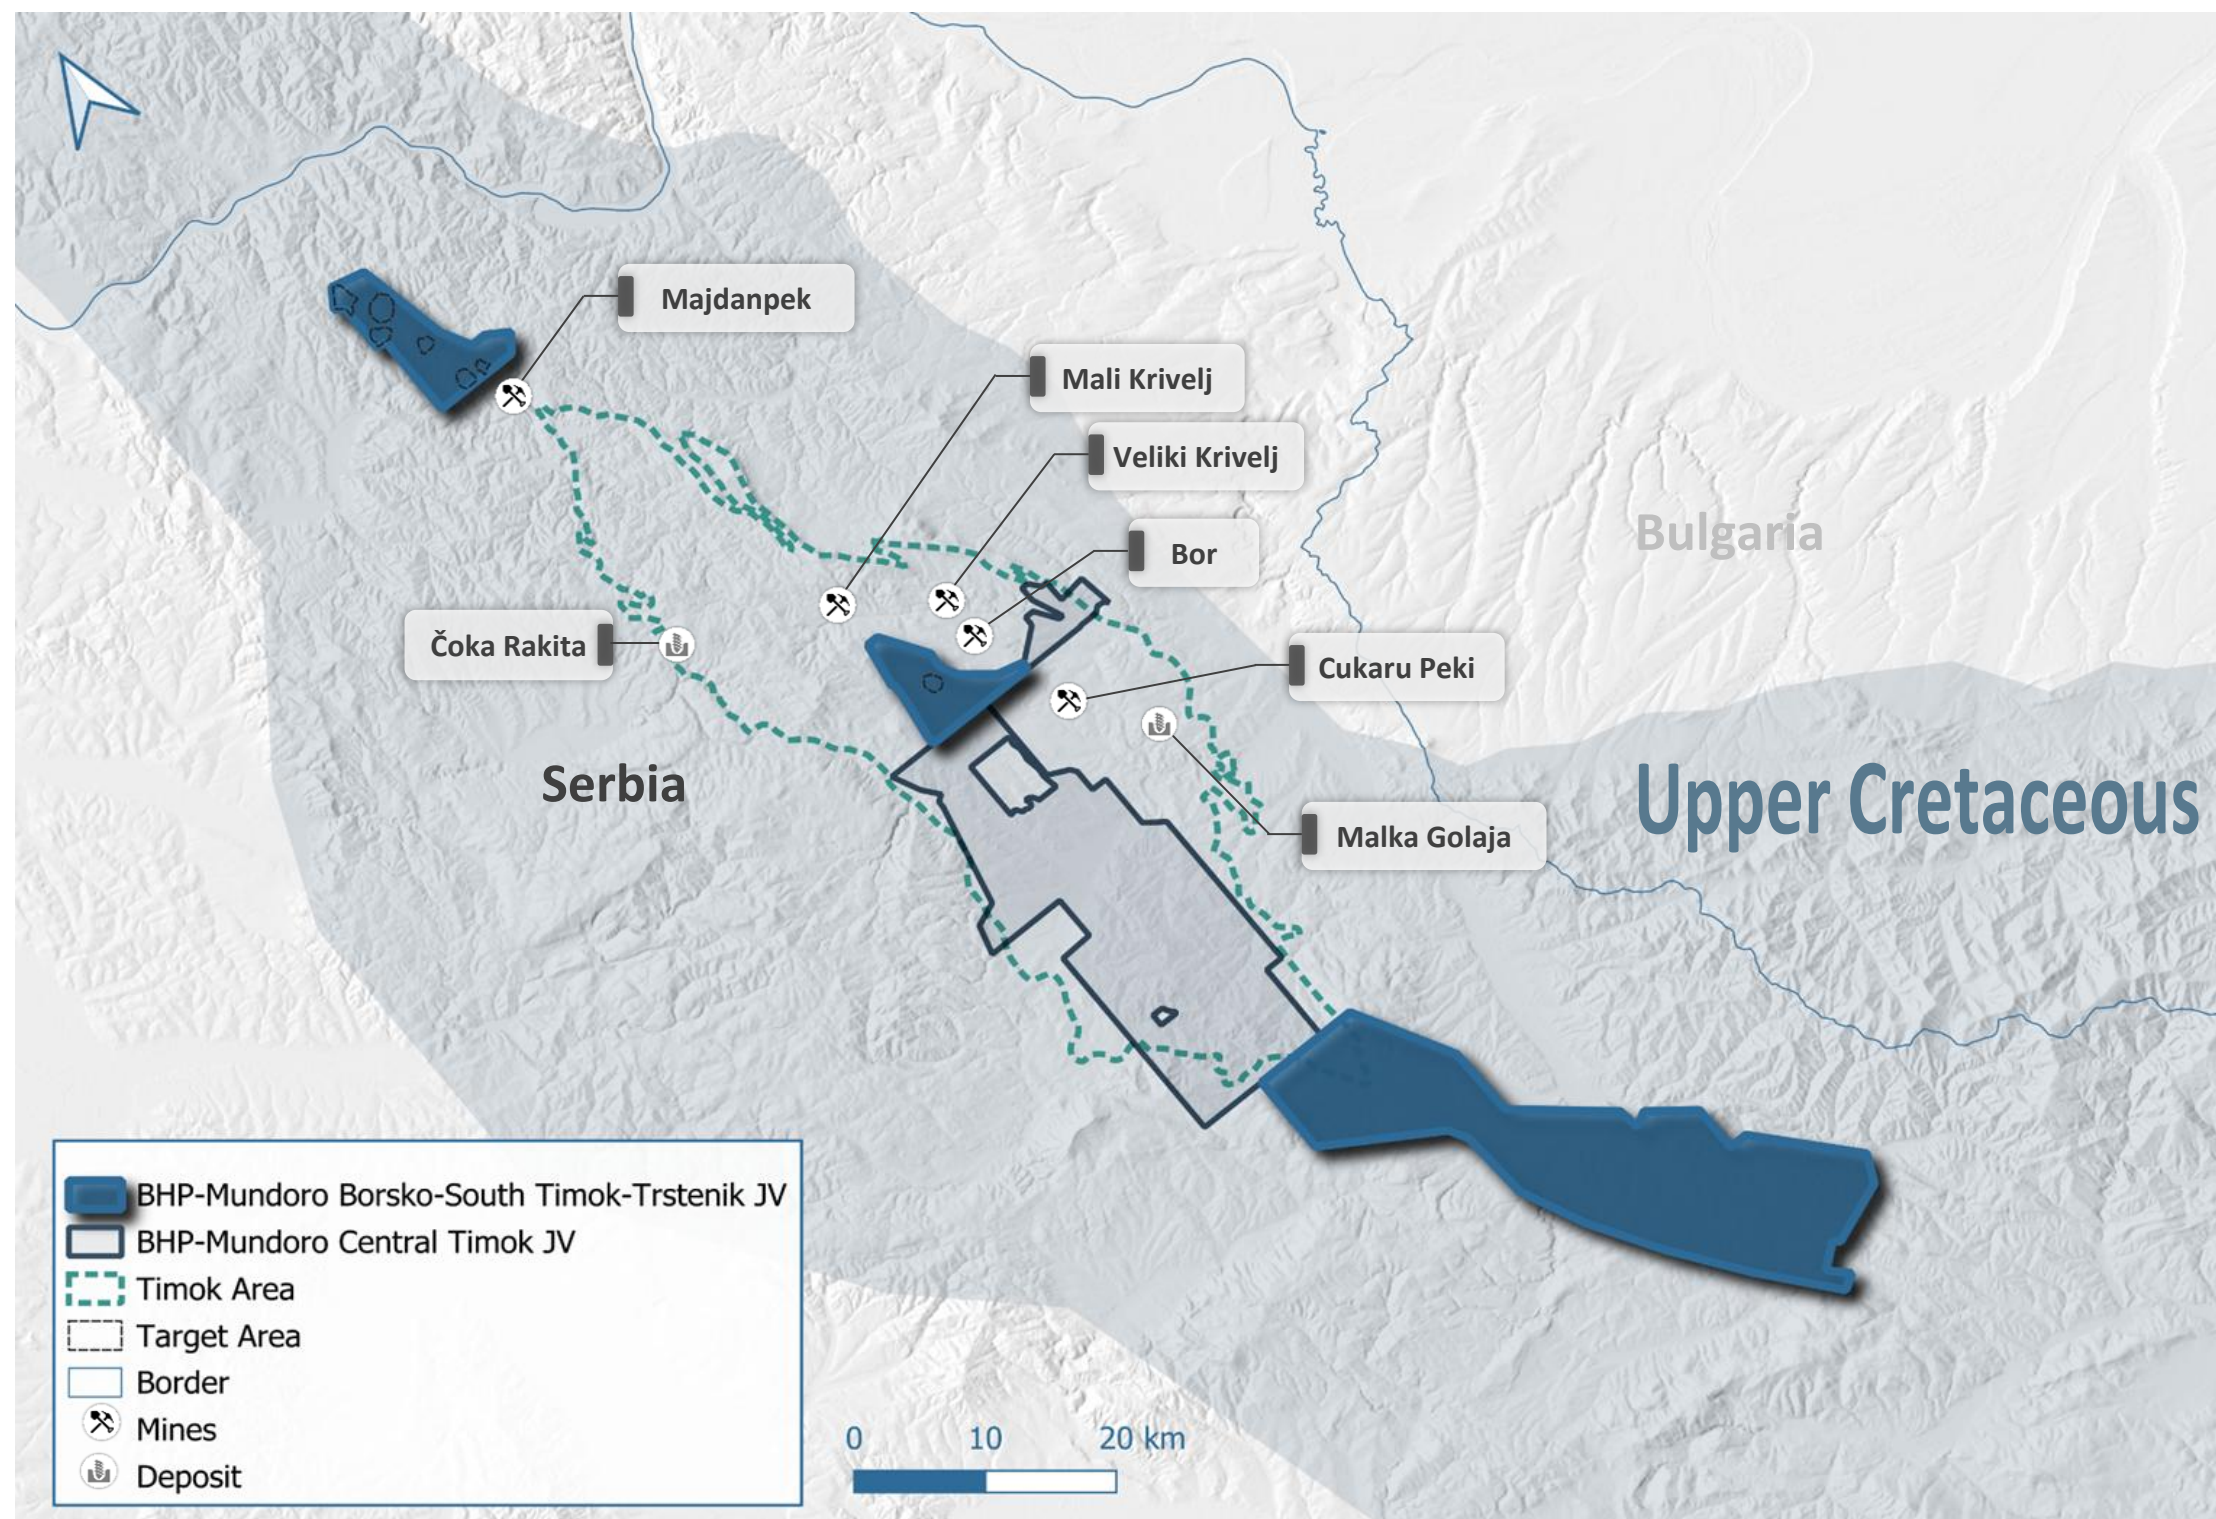 Majdanpek
Mali Krivelj
Veliki Krivelj
Bulgaria
Bor
Čoka Rakita
Cukaru Peki
Serbia
Upper Cretaceous
Malka Golaja
BHP-Mundoro Borsko-South Timok-Trstenik JV
BHP-Mundoro Central Timok JV
Timok Area
Target Area
Border
Mines
Deposit
0 10 20 km